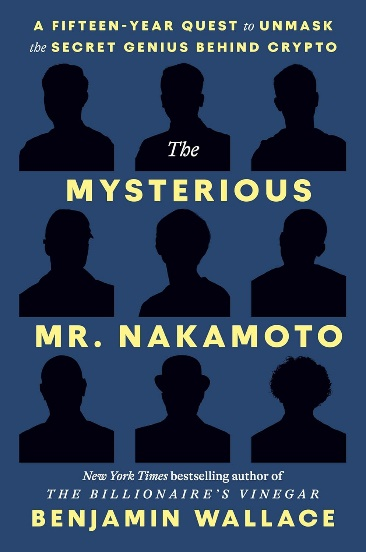 A FIFTEEN-YEAR QUEST to UNMASK
the SECRET GENIUS BEHIND CRYPTO
The
MYSTERIOUS
MR. NAKAMOTO
New York Times bestselling author of
THE BILLIONAIRE'S VINEGAR
BENJAMIN WALLACE